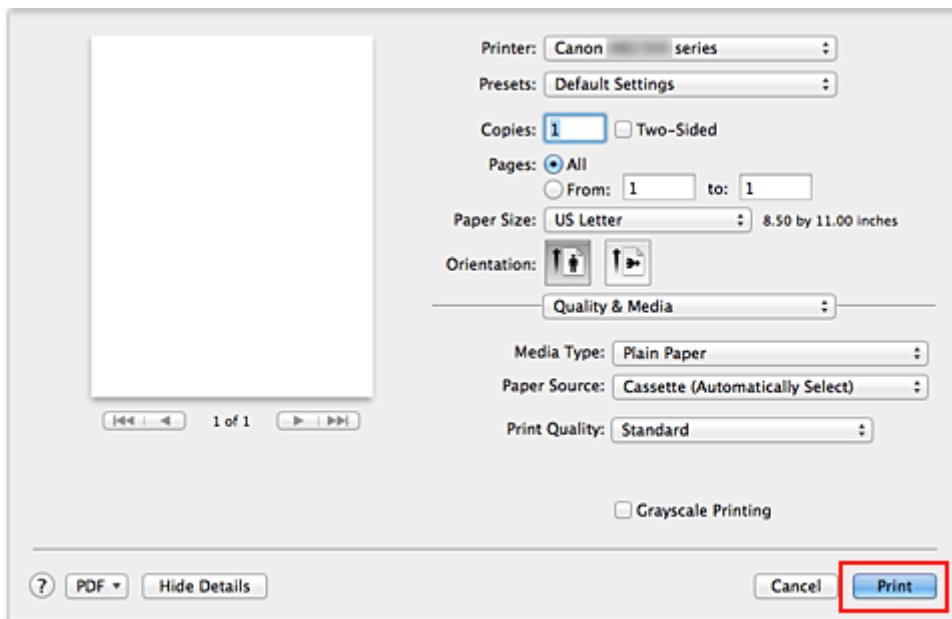 Printer: Canon series
Presets: Default Settings
Copies: 1 Two-Sided
Pages: All
From: 1 to: 1
Paper Size: US Letter 8.50 by 11.00 inches
Orientation:
Quality & Media
Media Type: Plain Paper
Paper Source: Cassette (Automatically Select)
1 of 1
Print Quality: Standard
Grayscale Printing
? PDF Hide Details Cancel Print